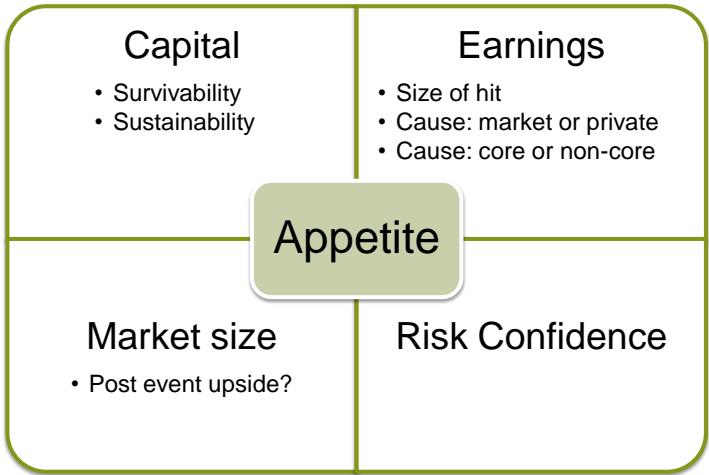 Capital
• Survivability
• Sustainability
Earnings
• Size of hit
• Cause: market or private
• Cause: core or non-core
Appetite
Market size
• Post event upside?
Risk Confidence